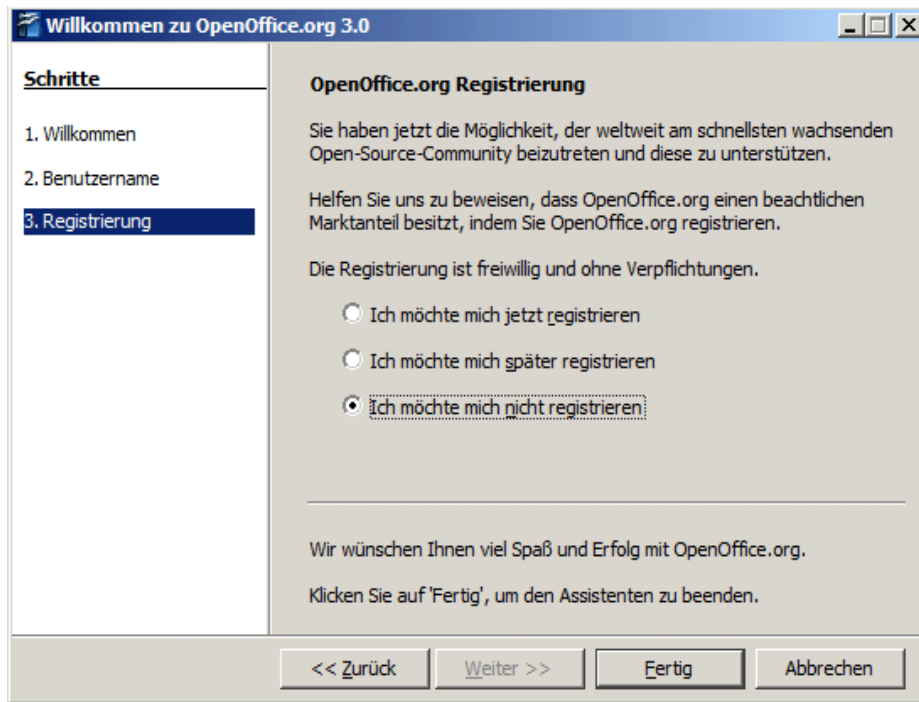 Willkommen zu OpenOffice.org 3.0
Schritte
1. Willkommen
2. Benutzername
3. Registrierung
OpenOffice.org Registrierung
Sie haben jetzt die Möglichkeit, der weltweit am schnellsten wachsenden
Open-Source-Community beizutreten und diese zu unterstützen.
Helfen Sie uns zu beweisen, dass OpenOffice.org einen beachtlichen
Marktanteil besitzt, indem Sie OpenOffice.org registrieren.
Die Registrierung ist freiwillig und ohne Verpflichtungen.
Ich möchte mich jetzt registrieren
Ich möchte mich später registrieren
Ich möchte mich nicht registrieren
Wir wünschen Ihnen viel Spaß und Erfolg mit OpenOffice.org.
Klicken Sie auf 'Fertig', um den Assistenten zu beenden.
<< Zurück
Weiter >>
Fertig
Abbrechen